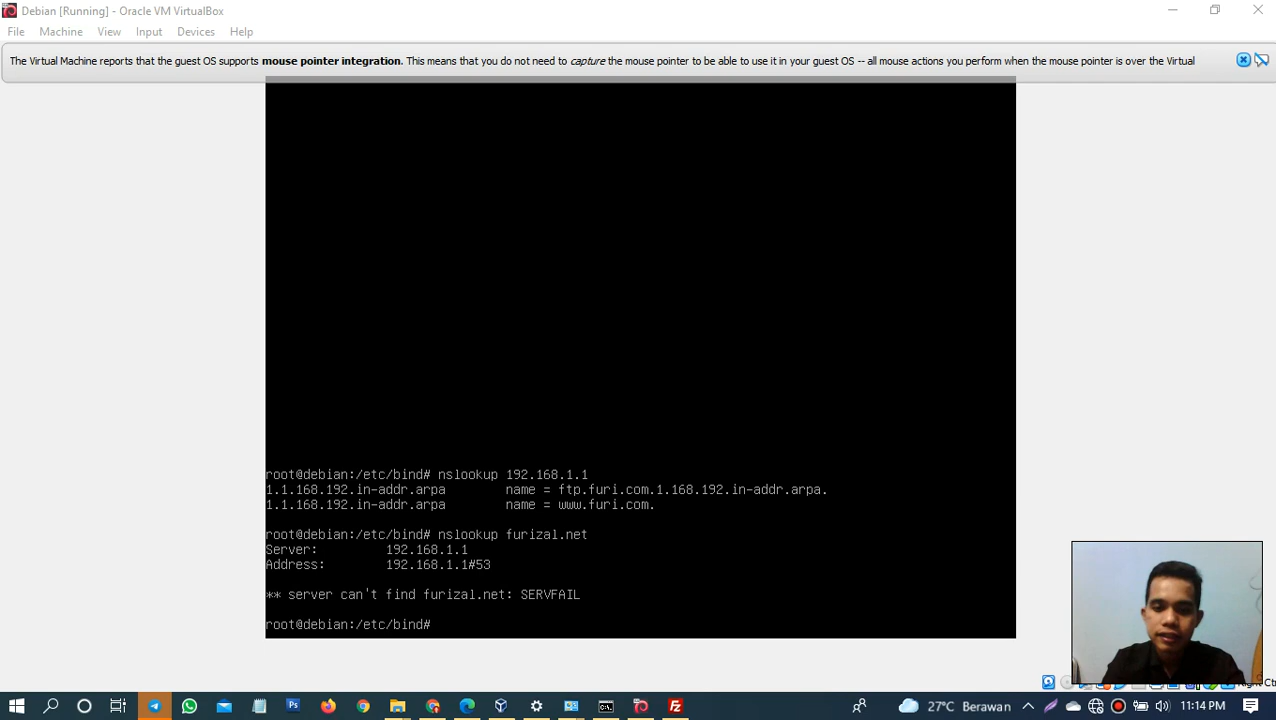 Debian [Running] - Oracle VM VirtualBox
File Machine View Input Devices Help
The Virtual Machine reports that the guest OS supports mouse pointer integration. This means that you do not need to capture the mouse pointer to be able to use it in your guest OS -- all mouse actions you perform when the mouse pointer is over the Virtual
root@debian:/etc/bind# nslookup 192.168.1.1
1.1.168.192.in-addr.arpa name = ftp.furi.com.1.168.192.in-addr.arpa.
1.1.168.192.in-addr.arpa name = www.furi.com.
root@debian:/etc/bind# nslookup furizal.net
Server: 192.168.1.1
Address: 192.168.1.1#53
** server can't find furizal.net: SERVFAIL
root@debian:/etc/bind#
Right Ctr
27°C Berawan 11:14 PM